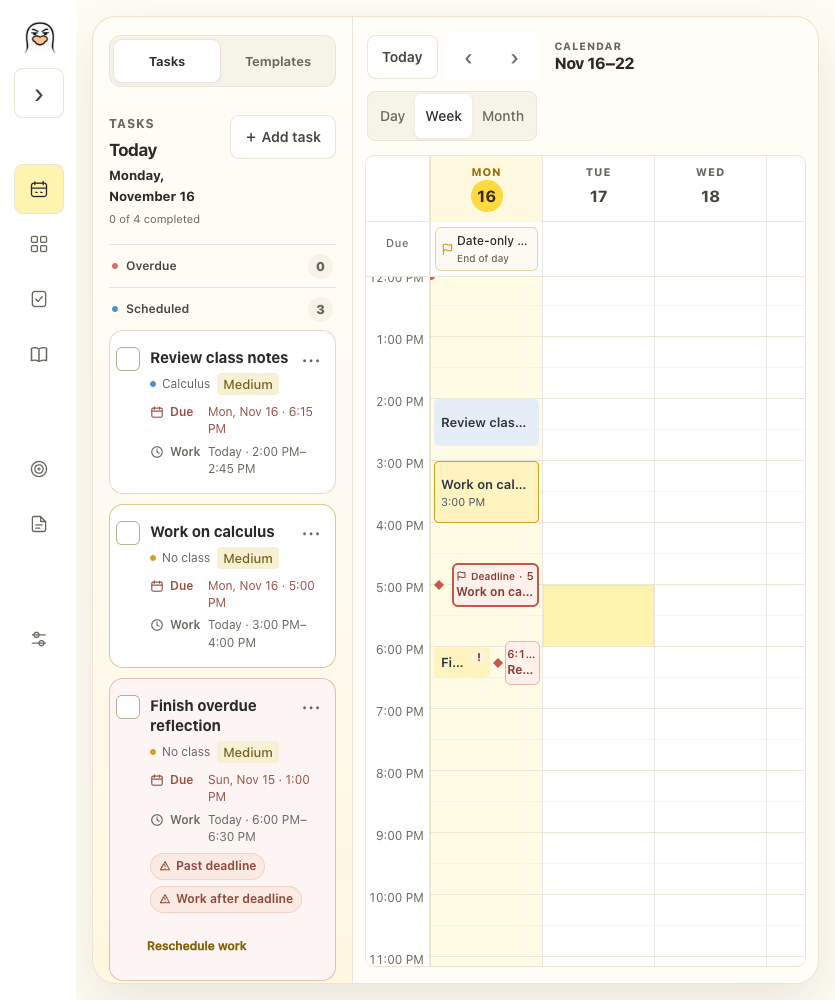 Tasks
Templates
TASKS
Today
Monday,
November 16
0 of 4 completed
+ Add task
Overdue
0
Scheduled
3
Review class notes
Calculus
Medium
Due
Mon, Nov 16 · 6:15
PM
Work
Today · 2:00 PM–
2:45 PM
Work on calculus
No class
Medium
Due
Mon, Nov 16 · 5:00
PM
Work
Today · 3:00 PM–
4:00 PM
Finish overdue
reflection
No class
Medium
Due
Sun, Nov 15 · 1:00
PM
Work
Today · 6:00 PM–
6:30 PM
Past deadline
Work after deadline
Reschedule work
Today
CALENDAR
Nov 16–22
Day
Week
Month
MON
16
TUE
17
WED
18
Due
Date-only ...
End of day
12:00 PM
1:00 PM
2:00 PM
Review clas...
3:00 PM
Work on cal...
3:00 PM
4:00 PM
5:00 PM
Deadline · 5
Work on ca...
6:00 PM
Fi...
!
6:1...
Re...
7:00 PM
8:00 PM
9:00 PM
10:00 PM
11:00 PM